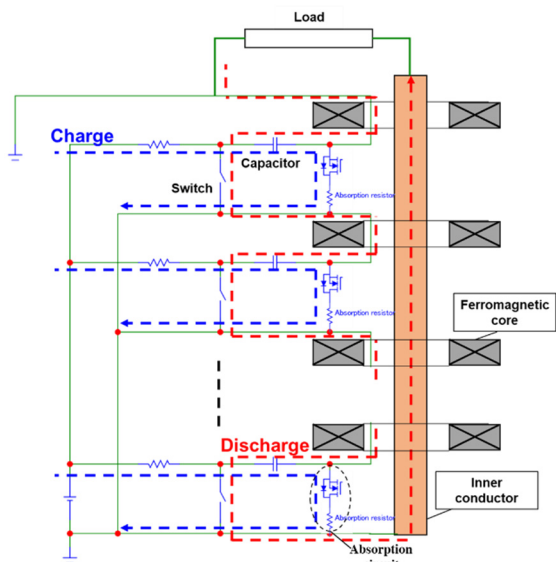 Load
Charge
Capacitor
Switch
Absorption resistor
Absorption resistor
Ferromagnetic
core
Discharge
Absorption resistor
Inner
conductor
Absorption